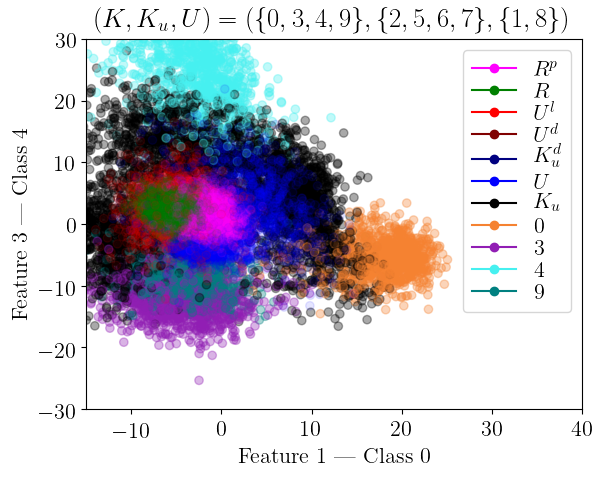 (K, K_u, U) = ({0, 3, 4, 9}, {2, 5, 6, 7}, {1, 8})
30
20
10
0
−10
−20
−30
Feature 3 — Class 4
R^p
R
U^l
U^d
K_u^d
U
K_u
0
3
4
9
−10 0 10 20 30 40
Feature 1 — Class 0